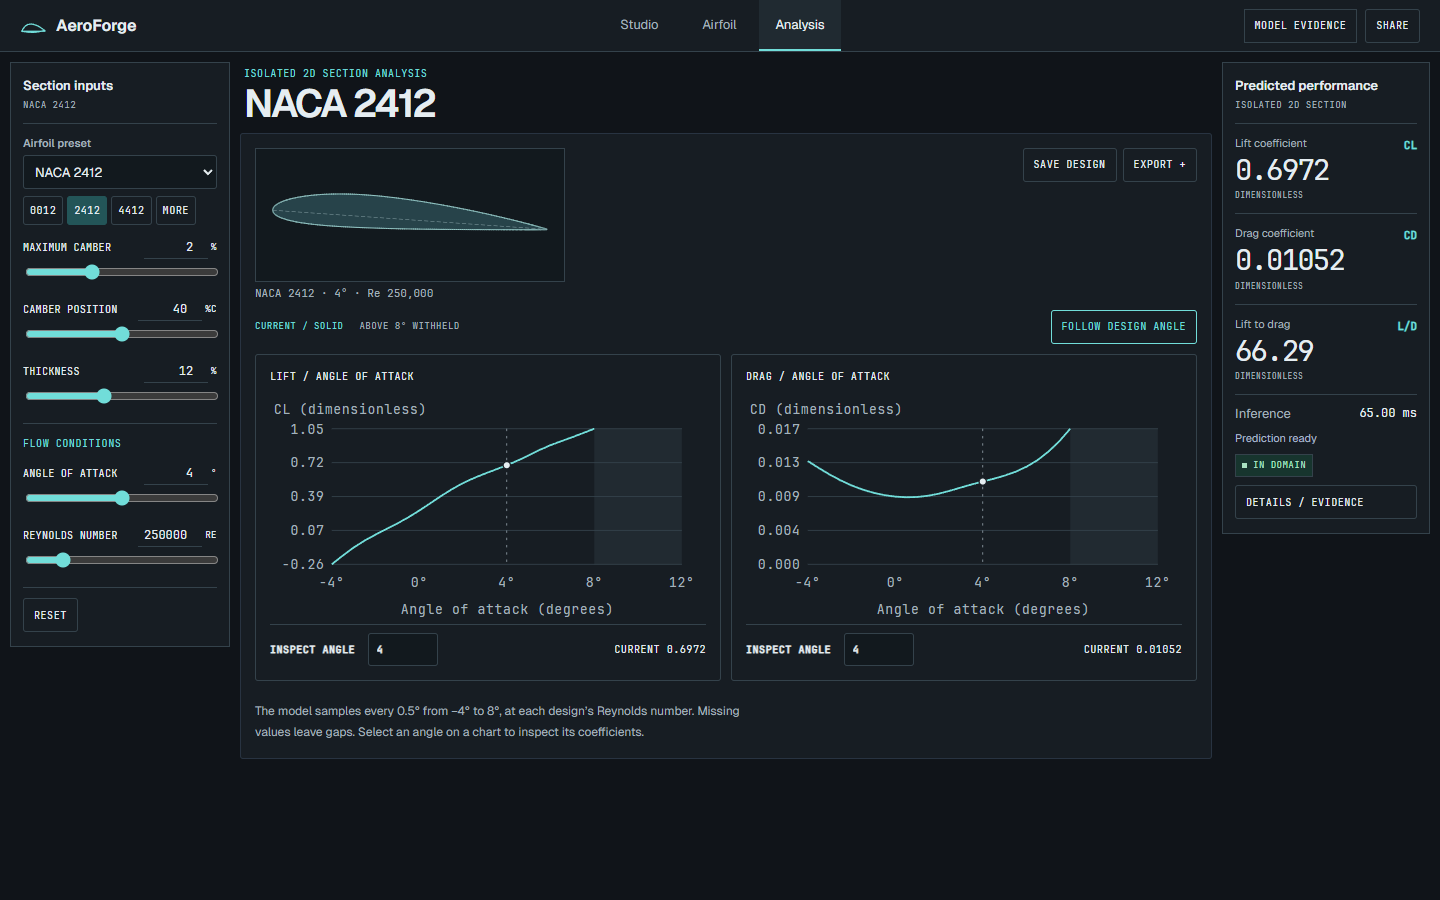 AeroForge
Studio
Airfoil
Analysis
MODEL EVIDENCE
SHARE
Section inputs
NACA 2412
Airfoil preset
NACA 2412
0012
2412
4412
MORE
MAXIMUM CAMBER 2 %
CAMBER POSITION 40 %C
THICKNESS 12 %
FLOW CONDITIONS
ANGLE OF ATTACK 4 °
REYNOLDS NUMBER 250000 RE
RESET
ISOLATED 2D SECTION ANALYSIS
NACA 2412
SAVE DESIGN
EXPORT +
NACA 2412 · 4° · Re 250,000
CURRENT / SOLID
ABOVE 8° WITHHELD
FOLLOW DESIGN ANGLE
LIFT / ANGLE OF ATTACK
CL (dimensionless)
1.05
0.72
0.39
0.07
-0.26
-4° 0° 4° 8° 12°
Angle of attack (degrees)
INSPECT ANGLE 4
CURRENT 0.6972
DRAG / ANGLE OF ATTACK
CD (dimensionless)
0.017
0.013
0.009
0.004
0.000
-4° 0° 4° 8° 12°
Angle of attack (degrees)
INSPECT ANGLE 4
CURRENT 0.01052
The model samples every 0.5° from −4° to 8°, at each design's Reynolds number. Missing
values leave gaps. Select an angle on a chart to inspect its coefficients.
Predicted performance
ISOLATED 2D SECTION
Lift coefficient CL
0.6972
DIMENSIONLESS
Drag coefficient CD
0.01052
DIMENSIONLESS
Lift to drag L/D
66.29
DIMENSIONLESS
Inference 65.00 ms
Prediction ready
IN DOMAIN
DETAILS / EVIDENCE